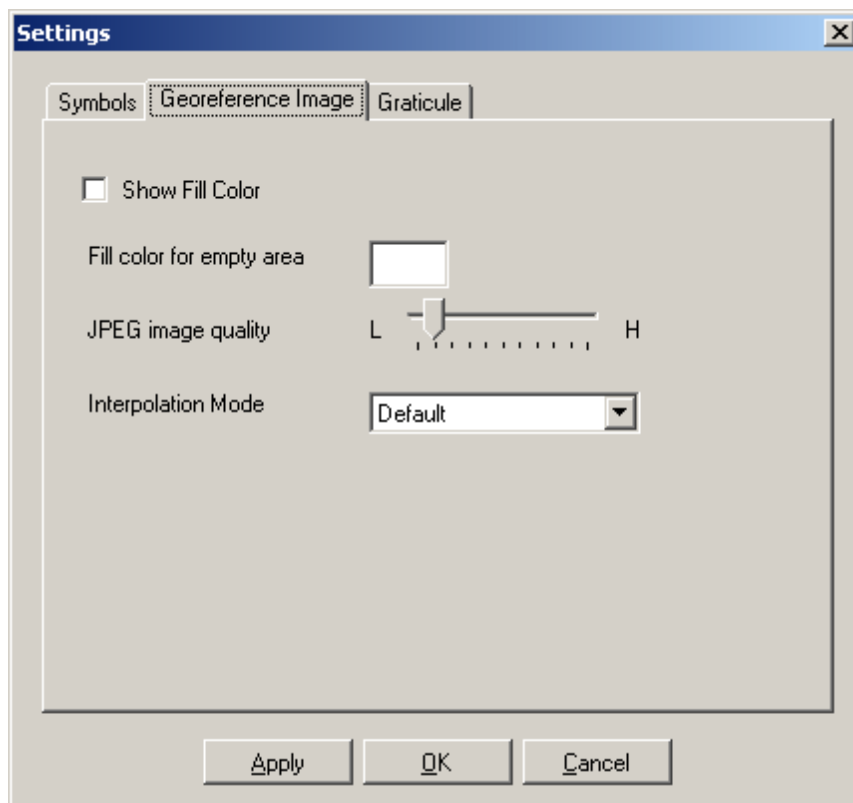 Settings
Symbols Georeference Image Graticule
Show Fill Color
Fill color for empty area
JPEG image quality L H
Interpolation Mode Default
Apply OK Cancel